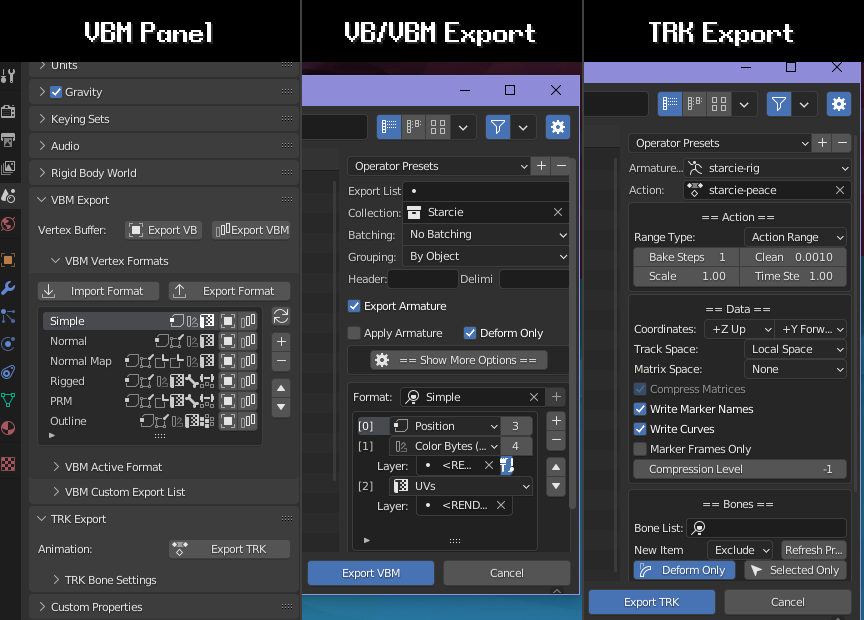 VBM Panel
Units
Gravity
Keying Sets
Audio
Rigid Body World
VBM Export
Vertex Buffer: Export VB Export VBM
VBM Vertex Formats
Import Format Export Format
Simple
Normal
Normal Map
Rigged
PRM
Outline
VBM Active Format
VBM Custom Export List
TRK Export
Animation: Export TRK
TRK Bone Settings
Custom Properties
VB/VBM Export
Operator Presets
Export List
Collection: Starcie
Batching: No Batching
Grouping: By Object
Header: Delimi
Export Armature
Apply Armature Deform Only
== Show More Options ==
Format: Simple
[0] Position 3
[1] Color Bytes (... 4
Layer: <RE...
[2] UVs
Layer: <REND...
Export VBM Cancel
TRK Export
Operator Presets
Armature... starcie-rig
Action: starcie-peace
== Action ==
Range Type: Action Range
Bake Steps 1 Clean 0.0010
Scale 1.00 Time Ste 1.00
== Data ==
Coordinates: +Z Up +Y Forw...
Track Space: Local Space
Matrix Space: None
Compress Matrices
Write Marker Names
Write Curves
Marker Frames Only
Compression Level -1
== Bones ==
Bone List:
New Item Exclude Refresh Pr...
Deform Only Selected Only
Export TRK Cancel